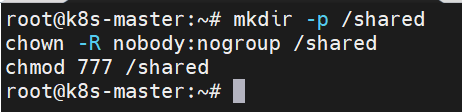 root@k8s-master:~# mkdir -p /shared
chown -R nobody:nogroup /shared
chmod 777 /shared
root@k8s-master:~#